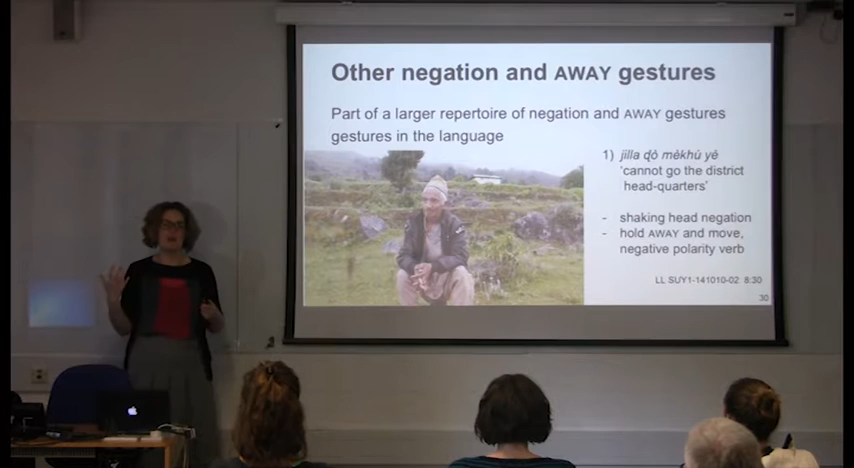 Other negation and AWAY gestures
Part of a larger repertoire of negation and AWAY gestures
gestures in the language
1) jilla ɖò mèkhú yě
'cannot go the district
head-quarters'
- shaking head negation
- hold AWAY and move,
negative polarity verb
LL SUY1-141010-02 8:30
30